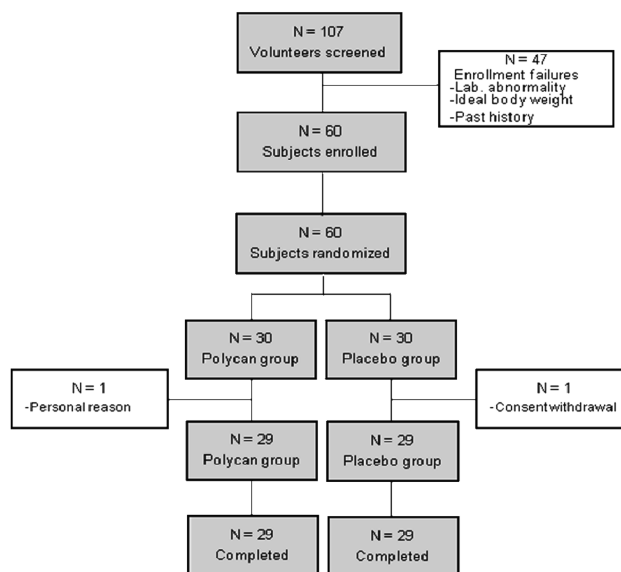 N = 107
Volunteers screened
N = 47
Enrollment failures
-Lab. abnormality
-Ideal body weight
-Past history
N = 60
Subjects enrolled
N = 60
Subjects randomized
N = 30
Polycan group
N = 30
Placebo group
N = 1
-Personal reason
N = 1
-Consent withdrawal
N = 29
Polycan group
N = 29
Placebo group
N = 29
Completed
N = 29
Completed